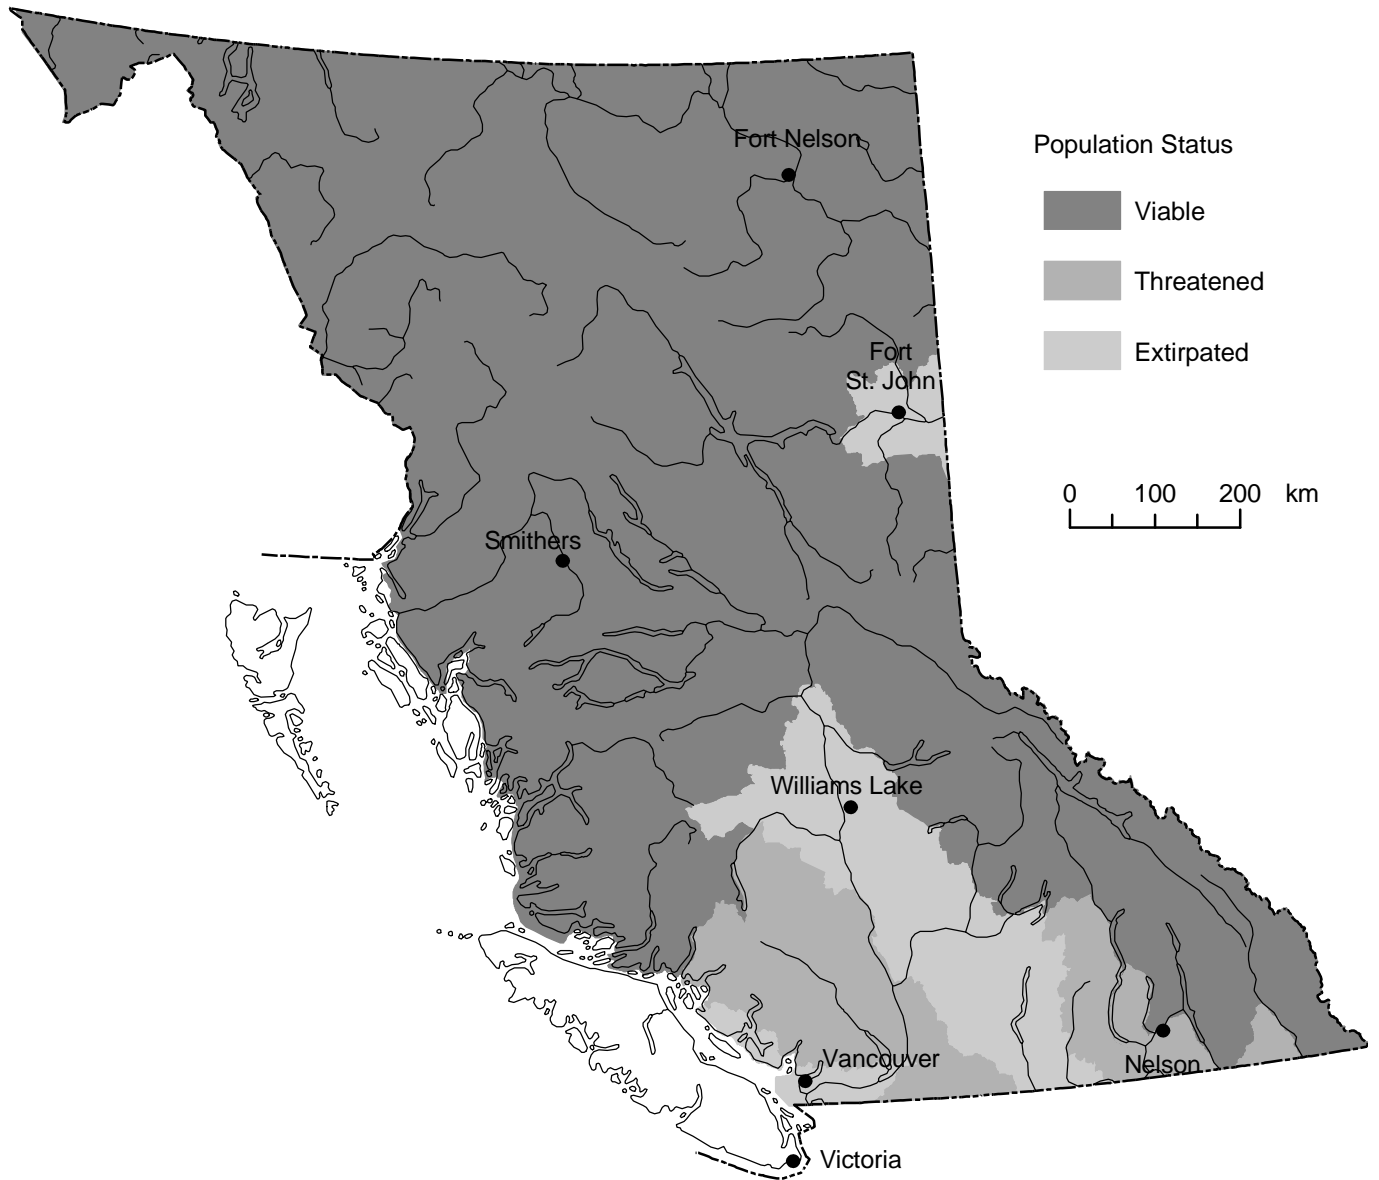 Fort Nelson
Population Status
Viable
Threatened
Extirpated
Fort
St. John
0 100 200 km
Smithers
Williams Lake
Vancouver
Nelson
Victoria